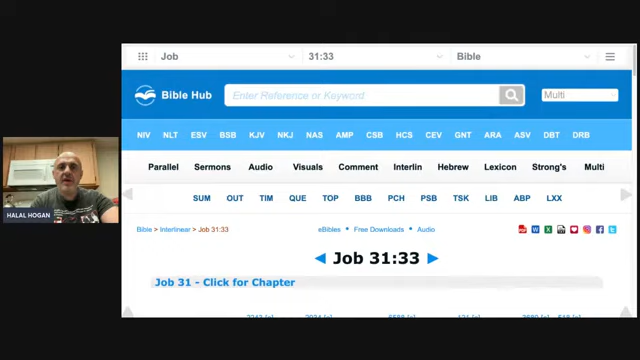 Job 31:33 Bible
Bible Hub Enter Reference or Keyword Multi
NIV NLT ESV BSB KJV NKJ NAS AMP CSB HCS CEV GNT ARA ASV DBT DRB
Parallel Sermons Audio Visuals Comment Interlin Hebrew Lexicon Strong's Multi
SUM OUT TIM QUE TOP BBB PCH PSB TSK LIB ABP LXX
HALAL HOGAN
Bible > Interlinear > Job 31:33 eBibles • Free Downloads • Audio
◄ Job 31:33 ►
Job 31 - Click for Chapter